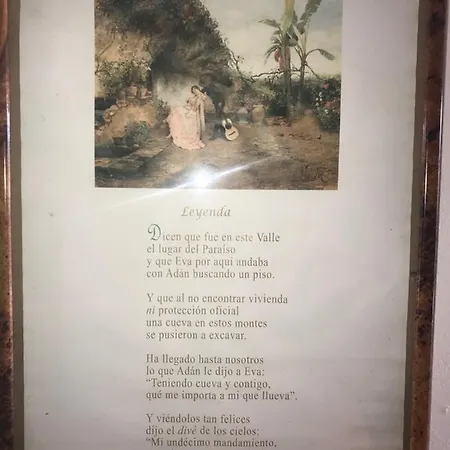 Leyenda
Dicen que fue en este Valle
el lugar del Paraíso
y que Eva por aquí andaba
con Adán buscando un piso.
Y que al no encontrar vivienda
ni protección oficial
una cueva en estos montes
se pusieron a excavar.
Ha llegado hasta nosotros
lo que Adán le dijo a Eva:
“Teniendo cueva y contigo,
qué me importa a mí que llueva”.
Y viéndolos tan felices
dijo el divé de los cielos:
“Mi undécimo mandamiento,